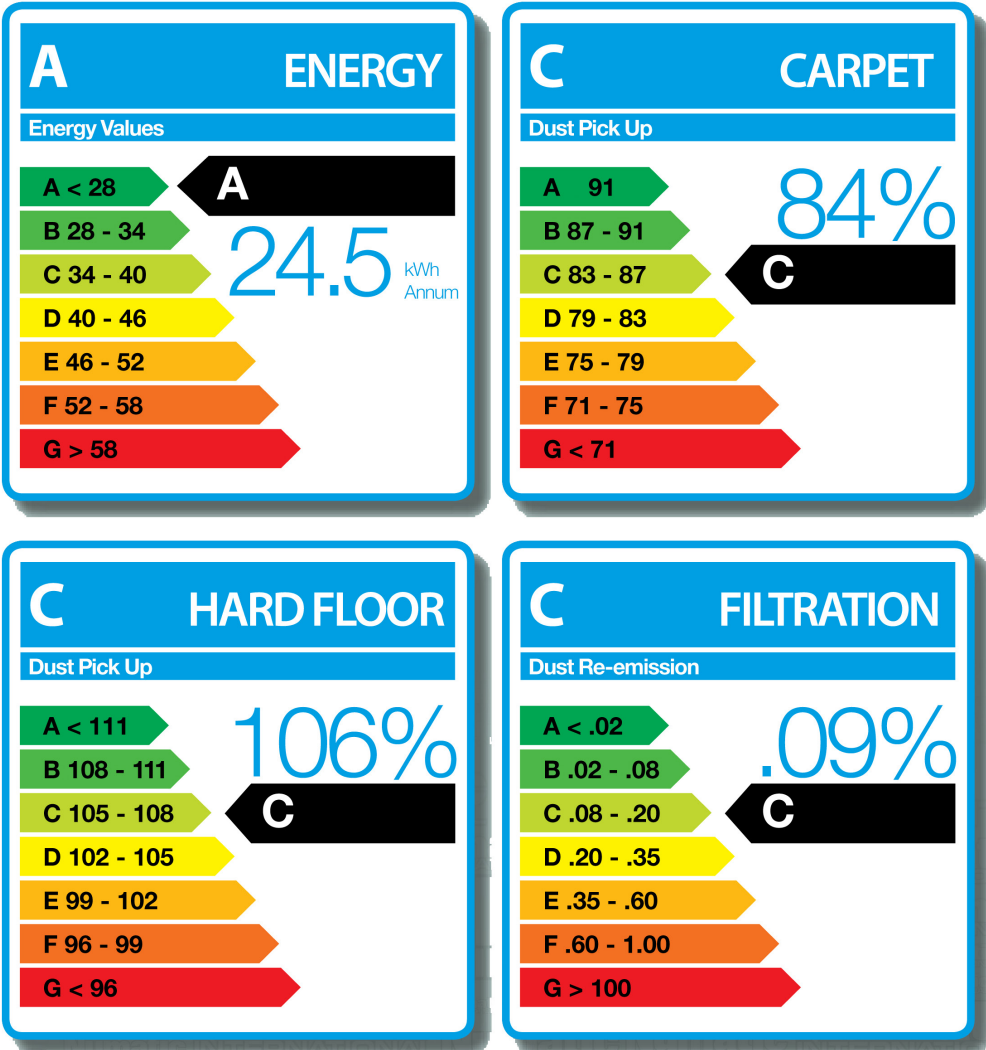 A ENERGY
Energy Values
A < 28
A
B 28 - 34
24.5 kWh Annum
C 34 - 40
D 40 - 46
E 46 - 52
F 52 - 58
G > 58
C CARPET
Dust Pick Up
A 91
84%
B 87 - 91
C 83 - 87
C
D 79 - 83
E 75 - 79
F 71 - 75
G < 71
C HARD FLOOR
Dust Pick Up
A < 111
106%
B 108 - 111
C 105 - 108
C
D 102 - 105
E 99 - 102
F 96 - 99
G < 96
C FILTRATION
Dust Re-emission
A < .02
.09%
B .02 - .08
C .08 - .20
C
D .20 - .35
E .35 - .60
F .60 - 1.00
G > 100